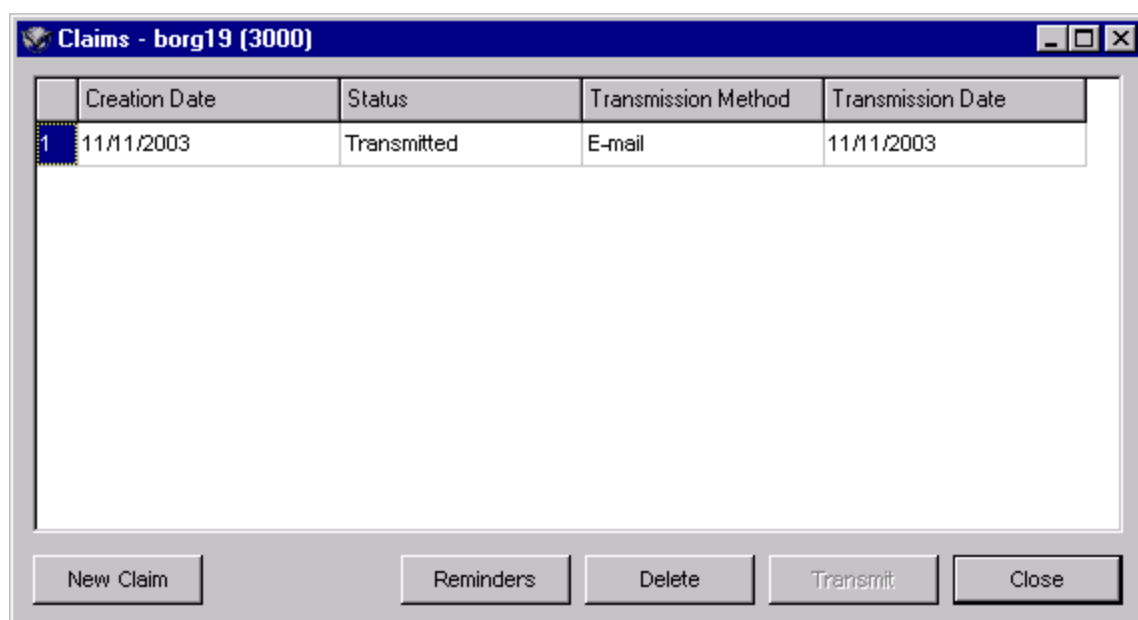 Claims - borg19 (3000)
Creation Date Status Transmission Method Transmission Date
1 11/11/2003 Transmitted E-mail 11/11/2003
New Claim Reminders Delete Transmit Close